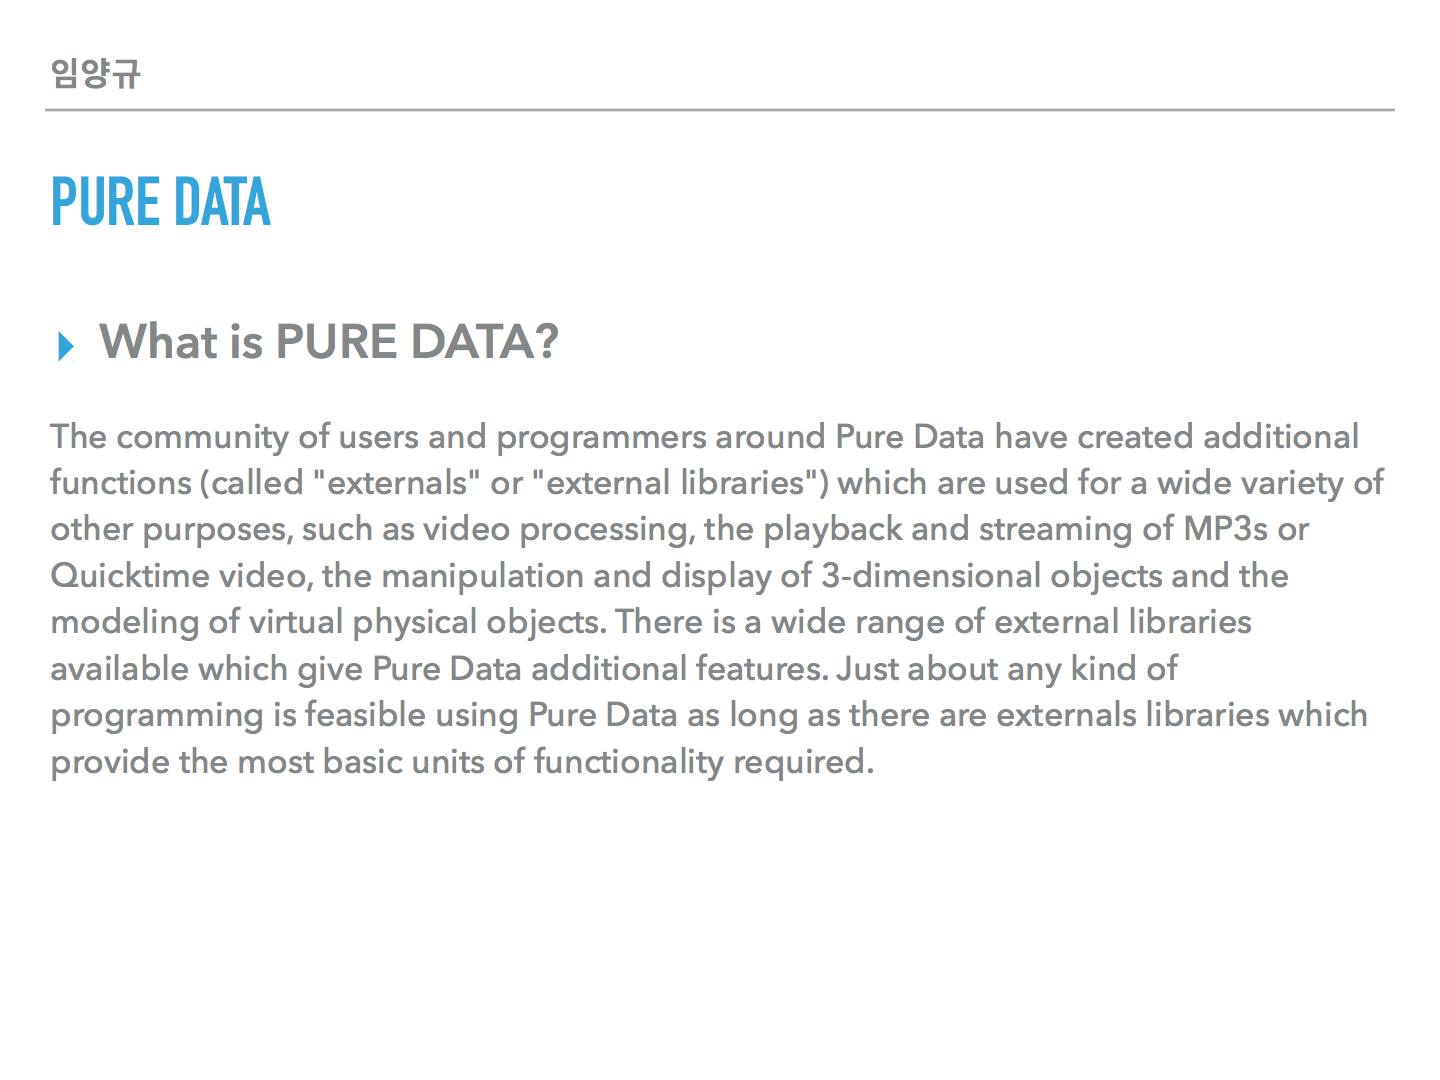 임양규
PURE DATA
What is PURE DATA?
The community of users and programmers around Pure Data have created additional
functions (called "externals" or "external libraries") which are used for a wide variety of
other purposes, such as video processing, the playback and streaming of MP3s or
Quicktime video, the manipulation and display of 3-dimensional objects and the
modeling of virtual physical objects. There is a wide range of external libraries
available which give Pure Data additional features. Just about any kind of
programming is feasible using Pure Data as long as there are externals libraries which
provide the most basic units of functionality required.